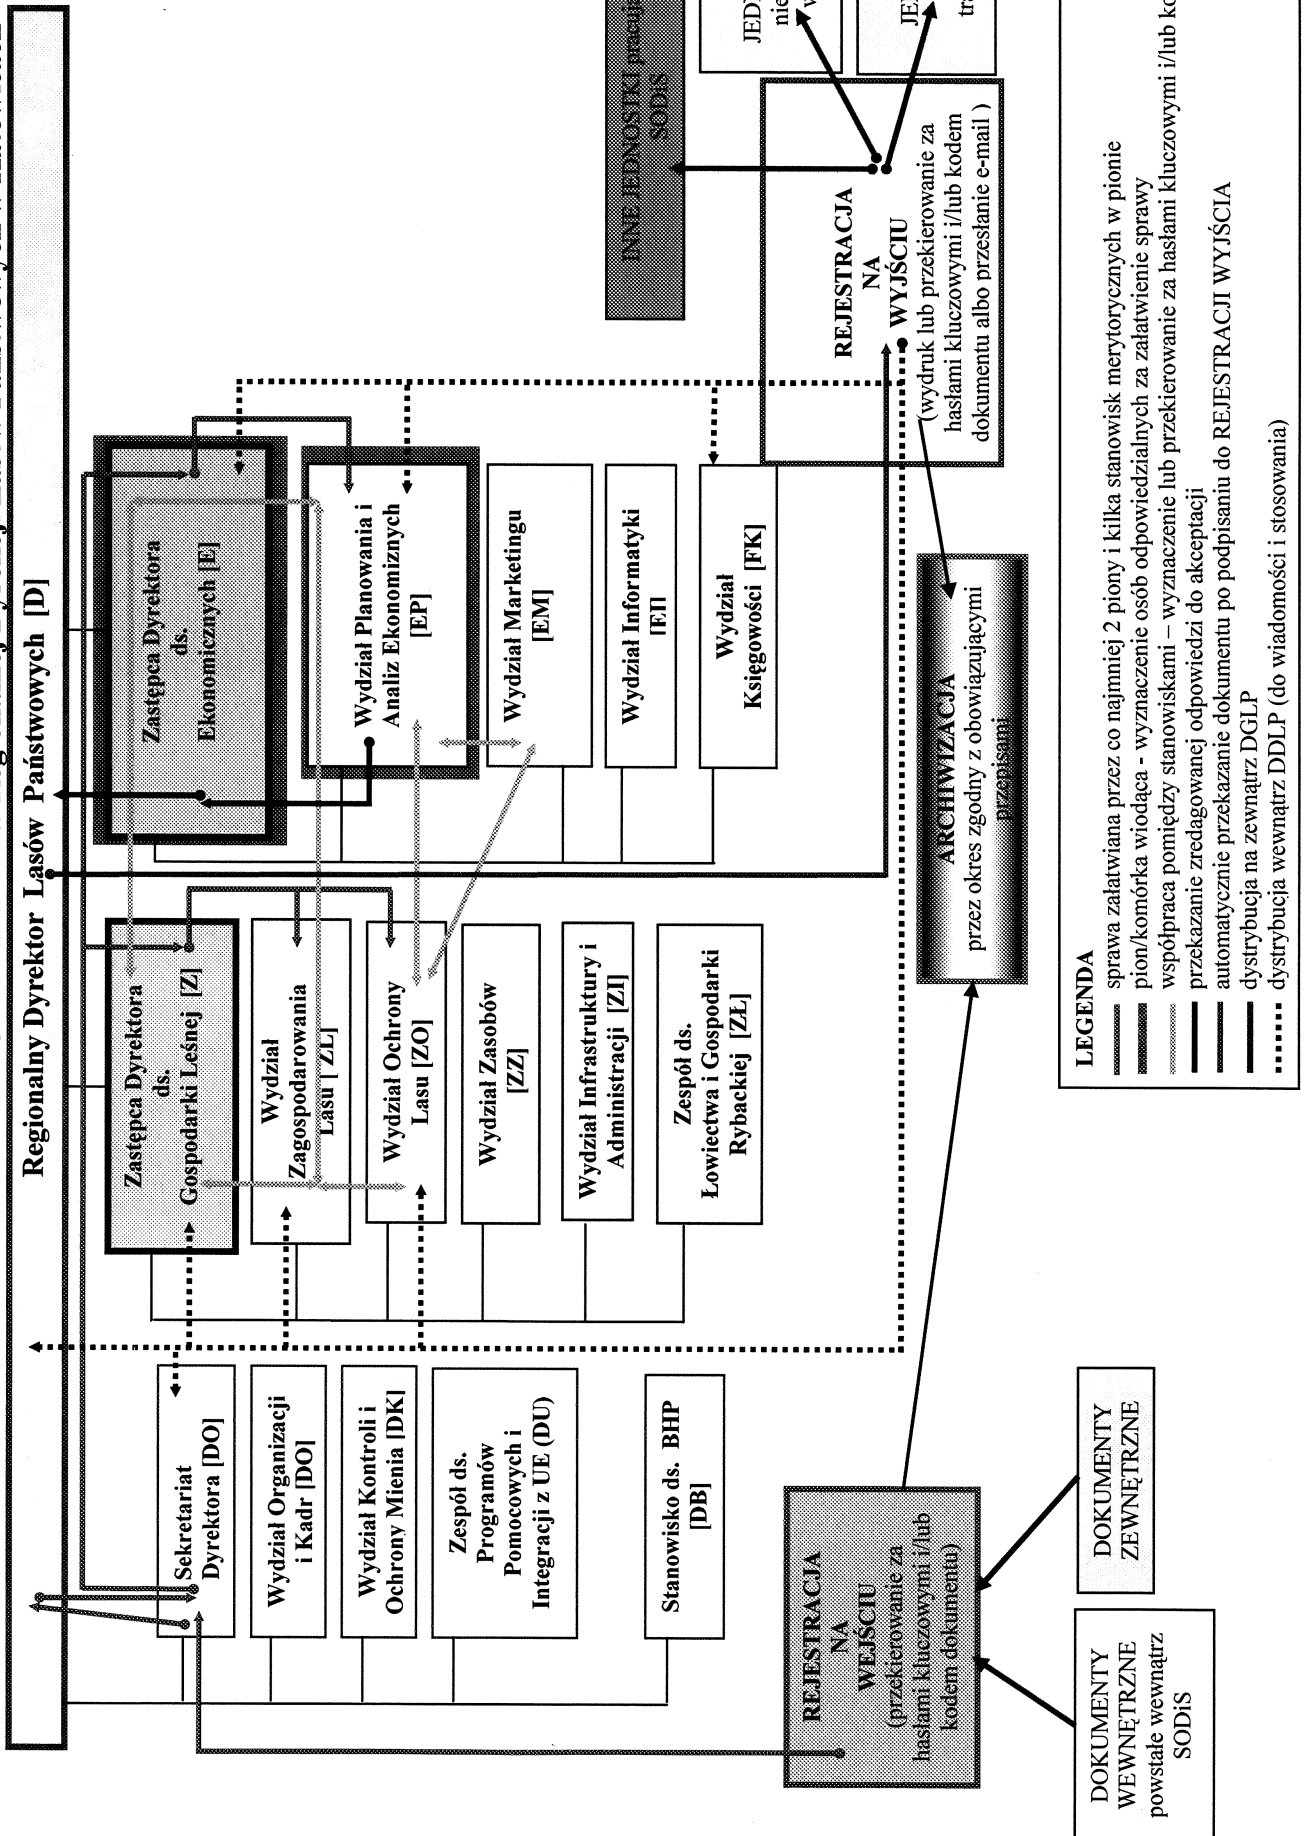 Regionalny Dyrektor Lasów Państwowych [D]
Sekretariat
Dyrektora [DO]
Wydział Organizacji
i Kadr [DO]
Wydział Kontroli i
Ochrony Mienia [DK]
Zespół ds.
Programów
Pomocowych i
Integracji z UE (DU)
Stanowisko ds. BHP
[DB]
Zastępca Dyrektora
ds.
Gospodarki Leśnej [Z]
Wydział
Zagospodarowania
Lasu [ZL]
Wydział Ochrony
Lasu [ZO]
Wydział Zasobów
[ZZ]
Wydział Infrastruktury i
Administracji [ZI]
Zespół ds.
Łowiectwa i Gospodarki
Rybackiej [ZŁ]
Zastępca Dyrektora
ds.
Ekonomicznych [E]
Wydział Planowania i
Analiz Ekonomiznych
[EP]
Wydział Marketingu
[EM]
Wydział Informatyki
[EI]
Wydział
Księgowości [FK]
INNE JEDNOSTKI pracują
SODiS
JED
nie
w
JE
tra
REJESTRACJA
NA
WYJŚCIU
(wydruk lub przekierowanie za
hasłami kluczowymi i/lub kodem
dokumentu albo przesłanie e-mail )
ARCHIWIZACJA
przez okres zgodny z obowiązującymi
przepisami
REJESTRACJA
NA
WEJŚCIU
(przekierowanie za
hasłami kluczowymi i/lub
kodem dokumentu)
DOKUMENTY
WEWNĘTRZNE
powstałe wewnątrz
SODiS
DOKUMENTY
ZEWNĘTRZNE
LEGENDA
sprawa załatwiana przez co najmniej 2 piony i kilka stanowisk merytorycznych w pionie
pion/komórka wiodąca - wyznaczenie osób odpowiedzialnych za załatwienie sprawy
współpraca pomiędzy stanowiskami – wyznaczenie lub przekierowanie za hasłami kluczowymi i/lub ko
przekazanie zredagowanej odpowiedzi do akceptacji
automatycznie przekazanie dokumentu po podpisaniu do REJESTRACJI WYJŚCIA
dystrybucja na zewnątrz DGLP
dystrybucja wewnątrz DDLP (do wiadomości i stosowania)